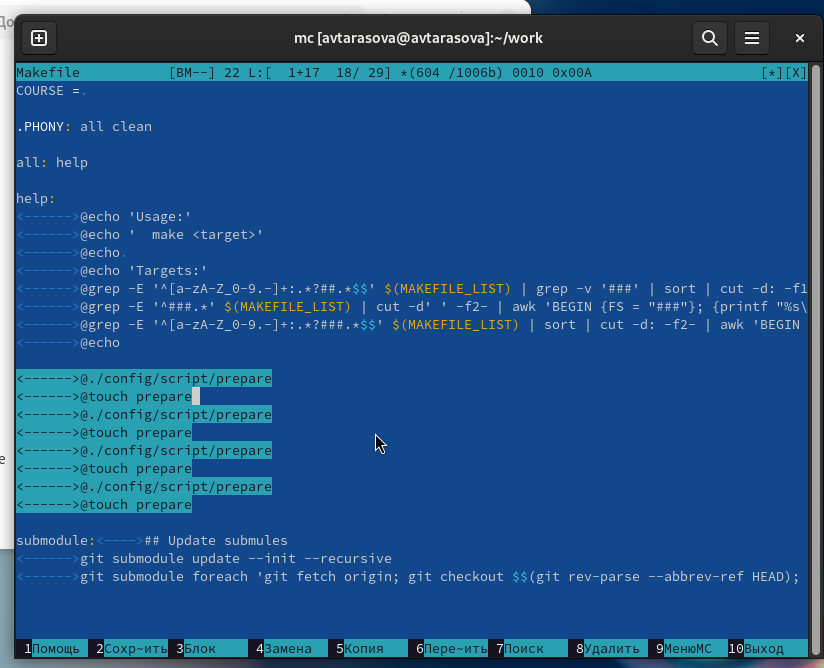 До
mc [avtarasova@avtarasova]:~/work
Makefile [BM--] 22 L:[ 1+17 18/ 29] *(604 /1006b) 0010 0x00A [*][X]
COURSE =.
.PHONY: all clean
all: help
help:
<------>@echo 'Usage:'
<------>@echo '  make <target>'
<------>@echo.
<------>@echo 'Targets:'
<------>@grep -E '^[a-zA-Z_0-9.-]+:.*?##.*$$' $(MAKEFILE_LIST) | grep -v '###' | sort | cut -d: -f1
<------>@grep -E '^###.*' $(MAKEFILE_LIST) | cut -d' ' -f2- | awk 'BEGIN {FS = "###"}; {printf "%s\
<------>@grep -E '^[a-zA-Z_0-9.-]+:.*?###.*$$' $(MAKEFILE_LIST) | sort | cut -d: -f2- | awk 'BEGIN
<------>@echo
<------>@./config/script/prepare
<------>@touch prepare
<------>@./config/script/prepare
<------>@touch prepare
<------>@./config/script/prepare
<------>@touch prepare
<------>@./config/script/prepare
<------>@touch prepare
е
submodule:<---->## Update submules
<------>git submodule update --init --recursive
<------>git submodule foreach 'git fetch origin; git checkout $$(git rev-parse --abbrev-ref HEAD);
1Помощь 2Сохр~ить 3Блок 4Замена 5Копия 6Пере~ить 7Поиск 8Удалить 9МенюМС 10Выход